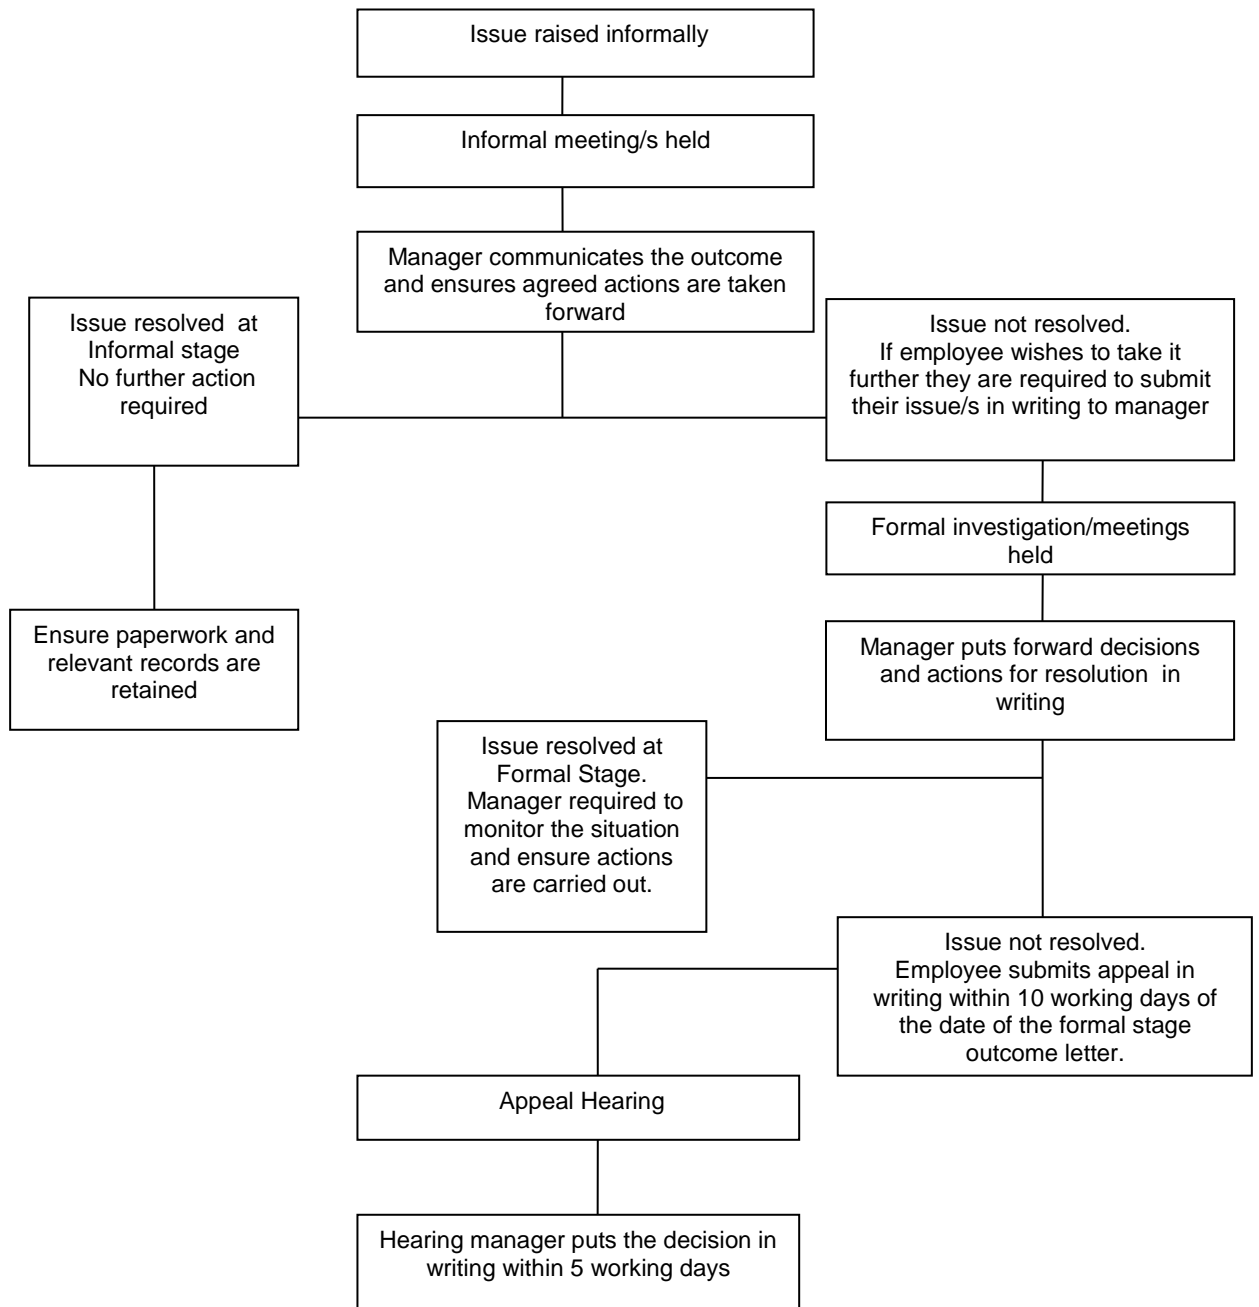 Issue raised informally
Informal meeting/s held
Manager communicates the outcome
and ensures agreed actions are taken
forward
Issue resolved at
Informal stage
No further action
required
Issue not resolved.
If employee wishes to take it
further they are required to submit
their issue/s in writing to manager
Formal investigation/meetings
held
Ensure paperwork and
relevant records are
retained
Manager puts forward decisions
and actions for resolution in
writing
Issue resolved at
Formal Stage.
Manager required to
monitor the situation
and ensure actions
are carried out.
Issue not resolved.
Employee submits appeal in
writing within 10 working days of
the date of the formal stage
outcome letter.
Appeal Hearing
Hearing manager puts the decision in
writing within 5 working days